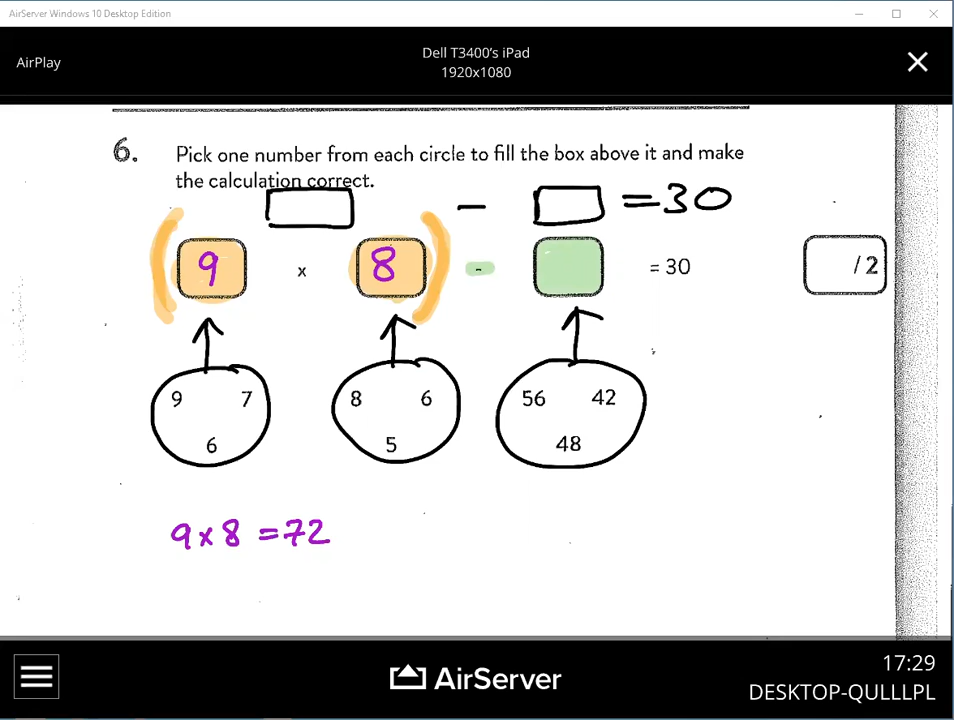 AirServer Windows 10 Desktop Edition
AirPlay
Dell T3400's iPad
1920x1080
6. Pick one number from each circle to fill the box above it and make
the calculation correct.
- = 30
( 9 x 8 ) - = 30
/ 2
9 7
6
8 6
5
56 42
48
9 x 8 = 72
AirServer
17:29
DESKTOP-QULLLPL